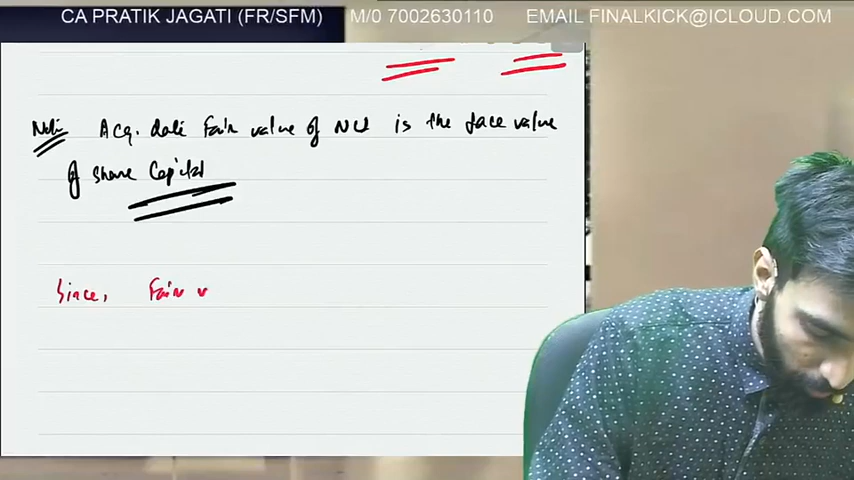 CA PRATIK JAGATI (FR/SFM) M/0 7002630110 EMAIL FINALKICK@ICLOUD.COM
Note Acq. date Fair value of NCI is the face value
of share Capital
Since, Fair v